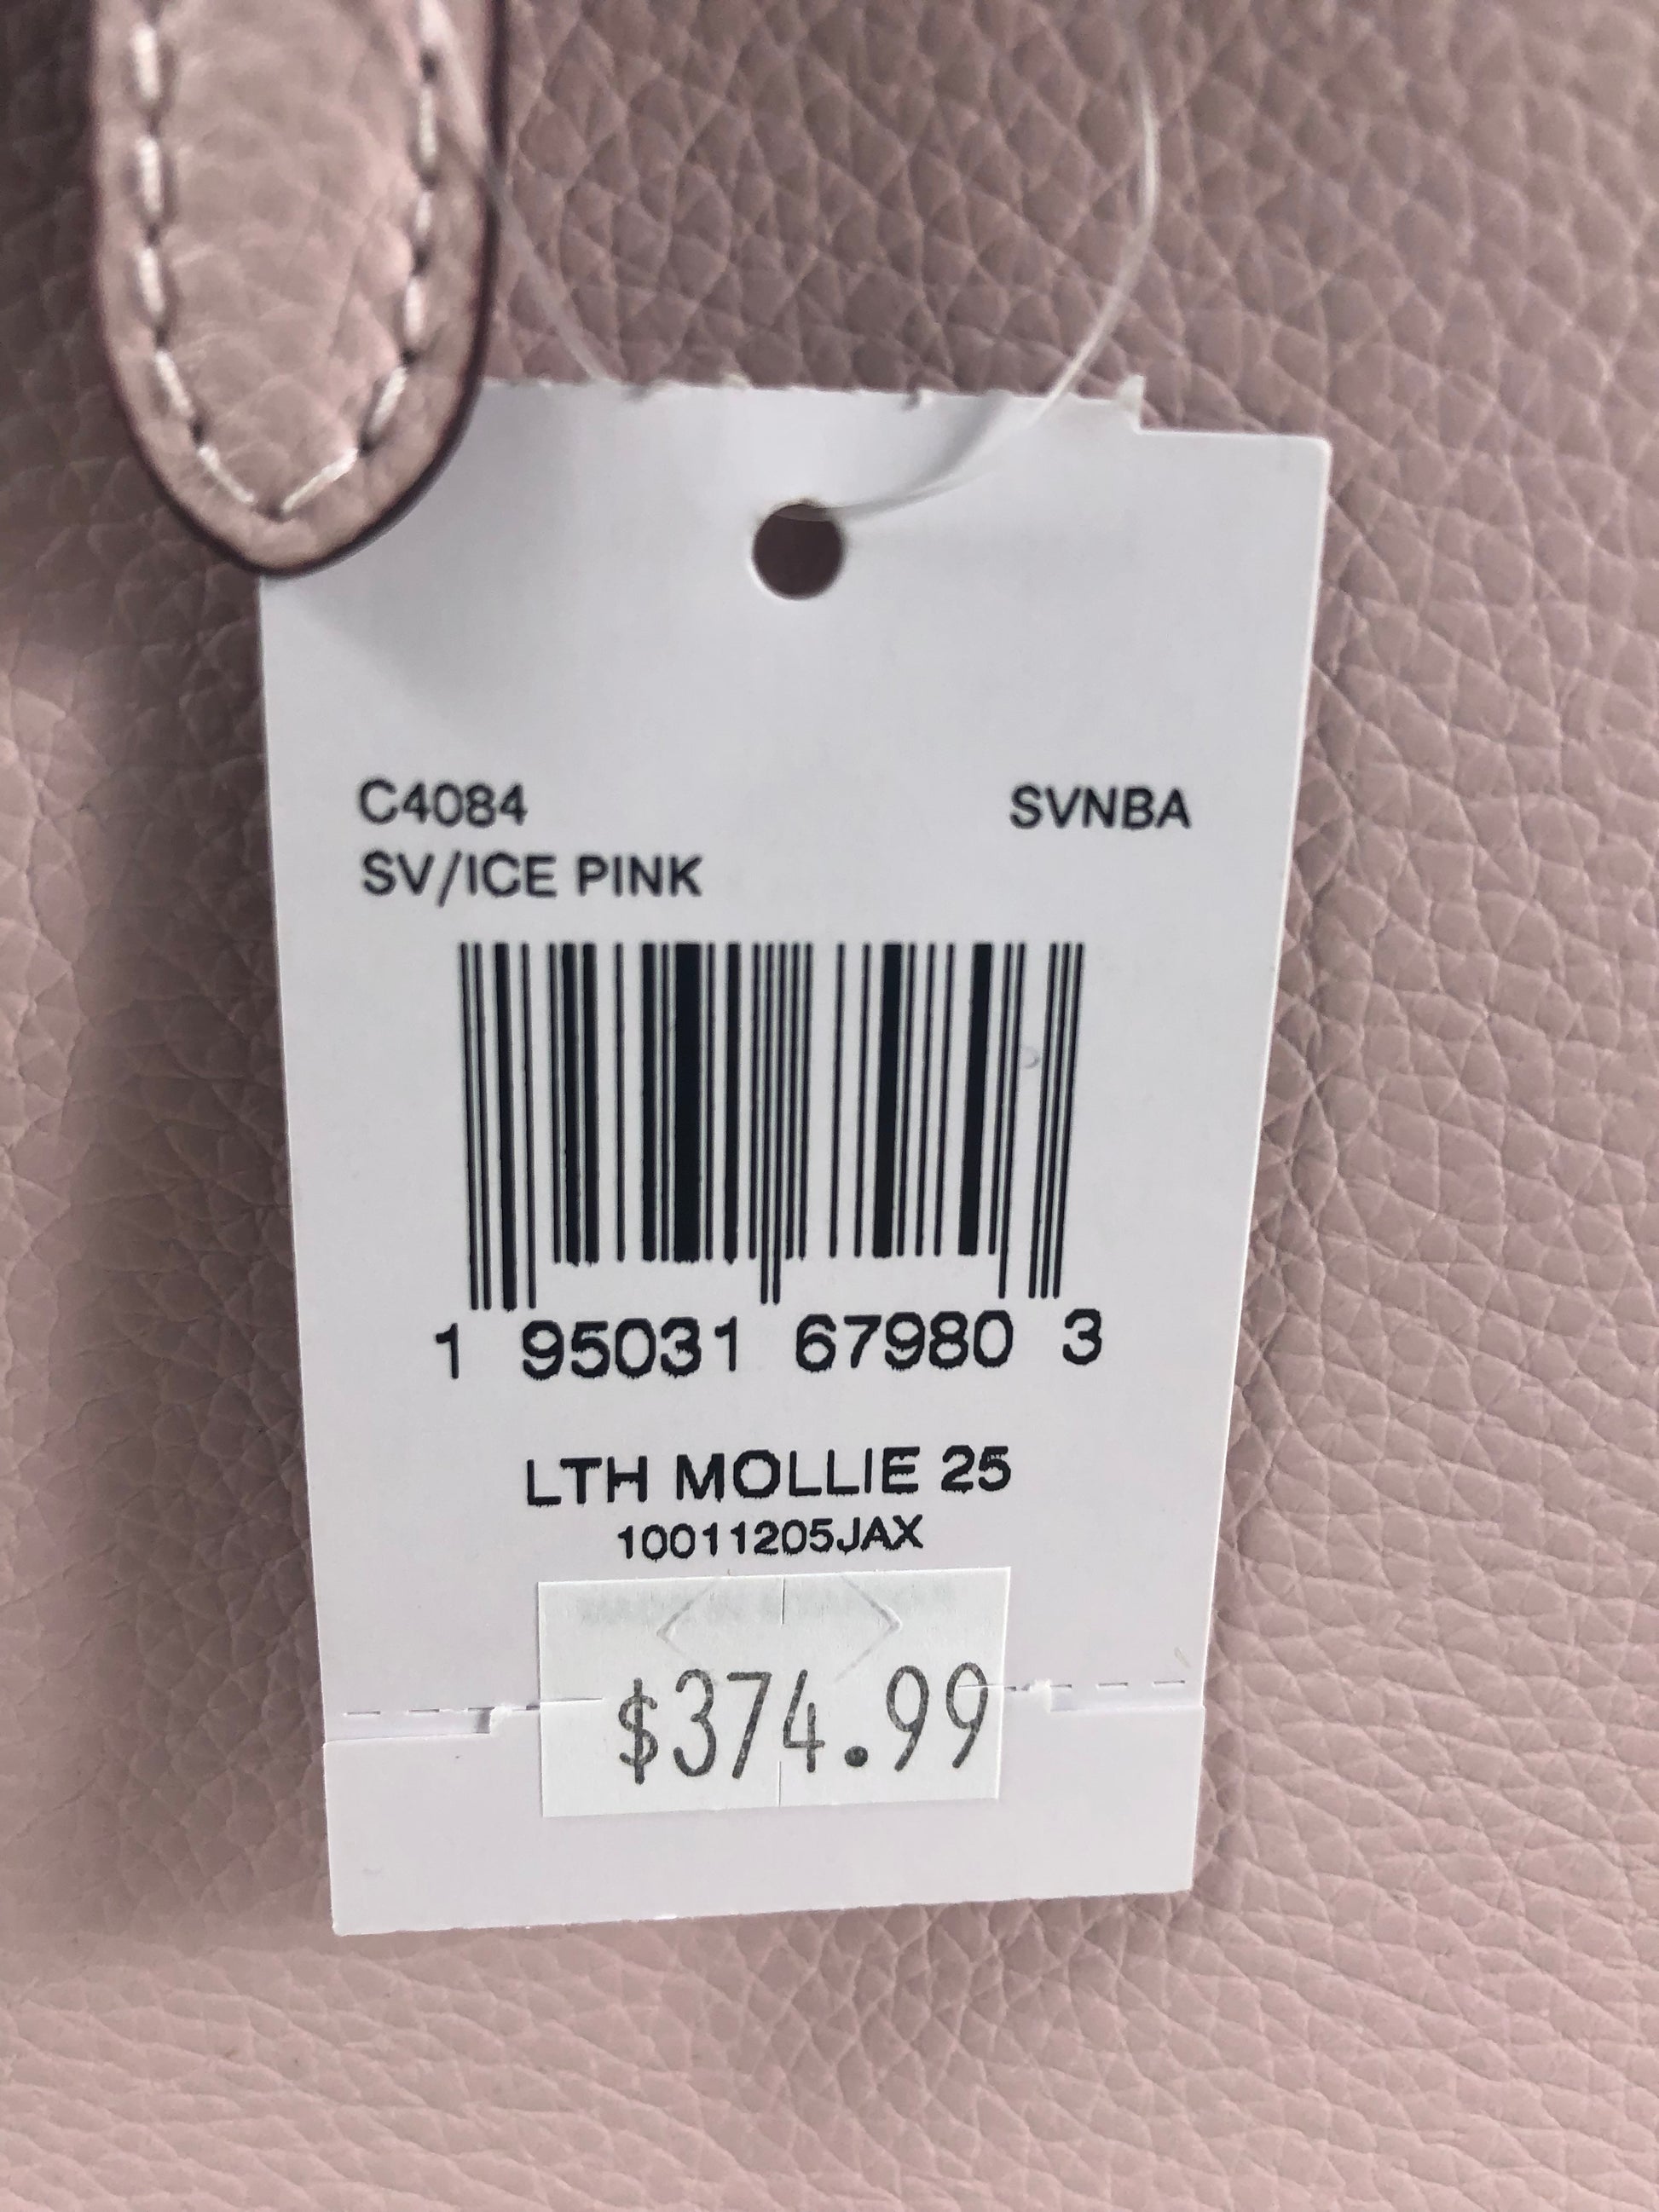 C4084 SVNBA
SV/ICE PINK
1 95031 67980 3
LTH MOLLIE 25
10011205JAX
$374.99